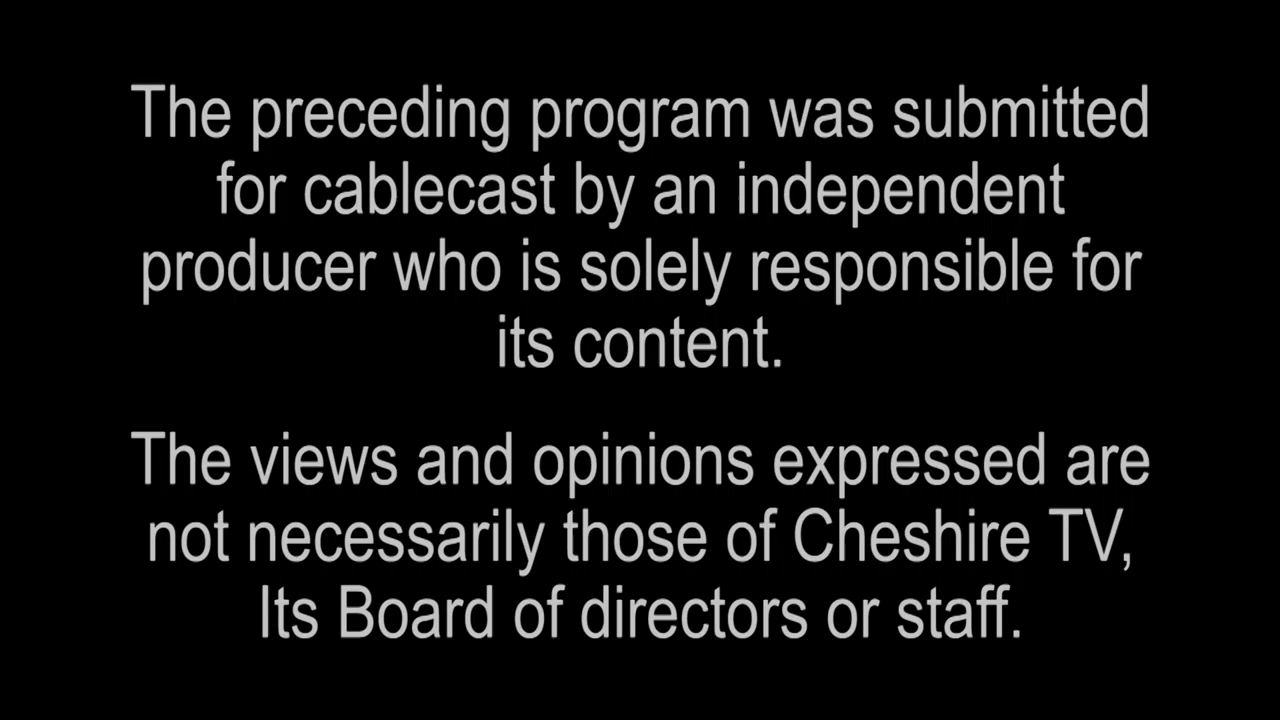 The preceding program was submitted
for cablecast by an independent
producer who is solely responsible for
its content.
The views and opinions expressed are
not necessarily those of Cheshire TV,
Its Board of directors or staff.